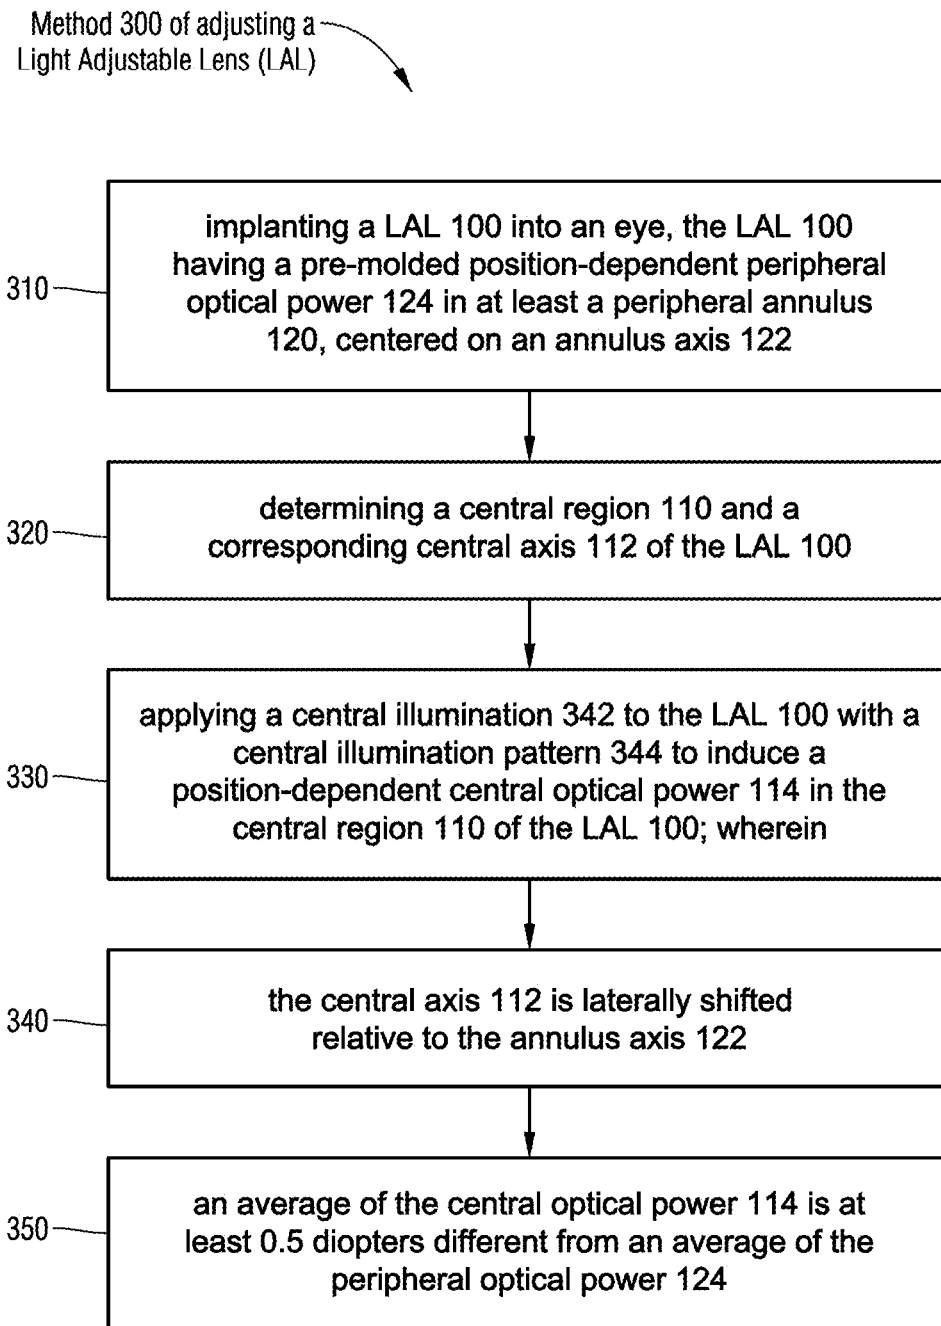 Method 300 of adjusting a
Light Adjustable Lens (LAL)
310
implanting a LAL 100 into an eye, the LAL 100
having a pre-molded position-dependent peripheral
optical power 124 in at least a peripheral annulus
120, centered on an annulus axis 122
320
determining a central region 110 and a
corresponding central axis 112 of the LAL 100
330
applying a central illumination 342 to the LAL 100 with a
central illumination pattern 344 to induce a
position-dependent central optical power 114 in the
central region 110 of the LAL 100; wherein
340
the central axis 112 is laterally shifted
relative to the annulus axis 122
350
an average of the central optical power 114 is at
least 0.5 diopters different from an average of the
peripheral optical power 124